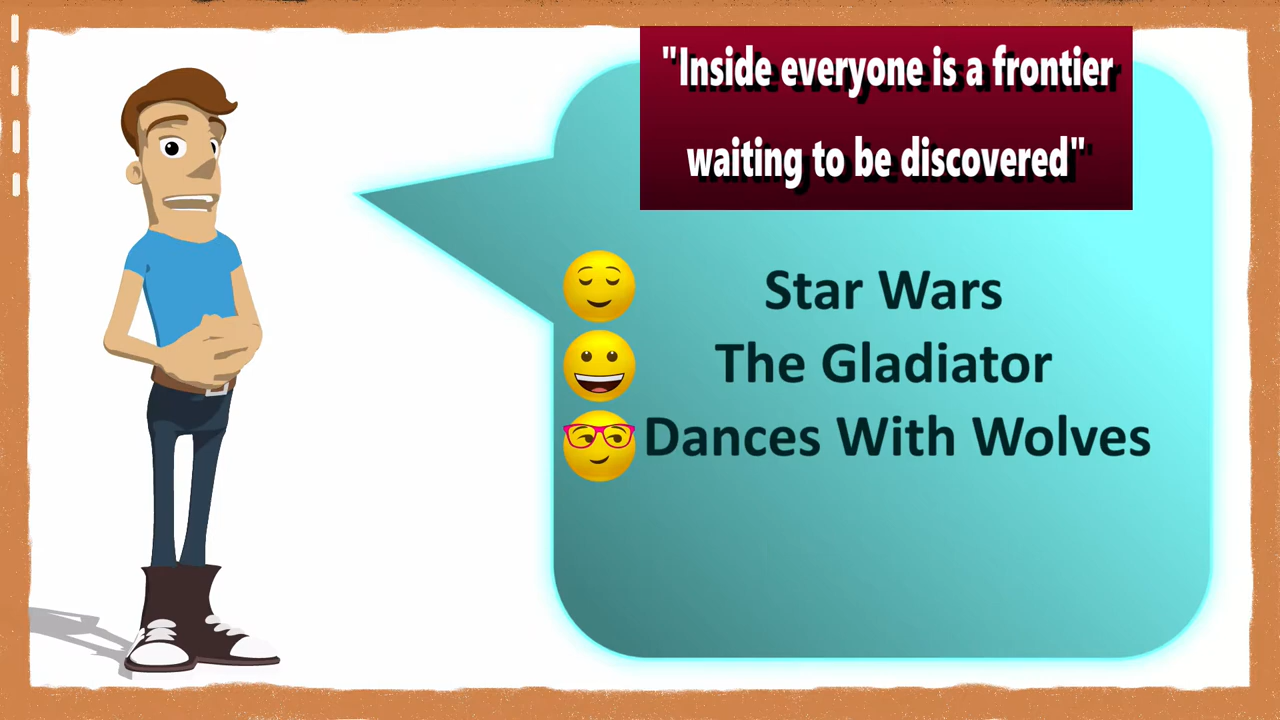 "Inside everyone is a frontier
waiting to be discovered"
Star Wars
The Gladiator
Dances With Wolves